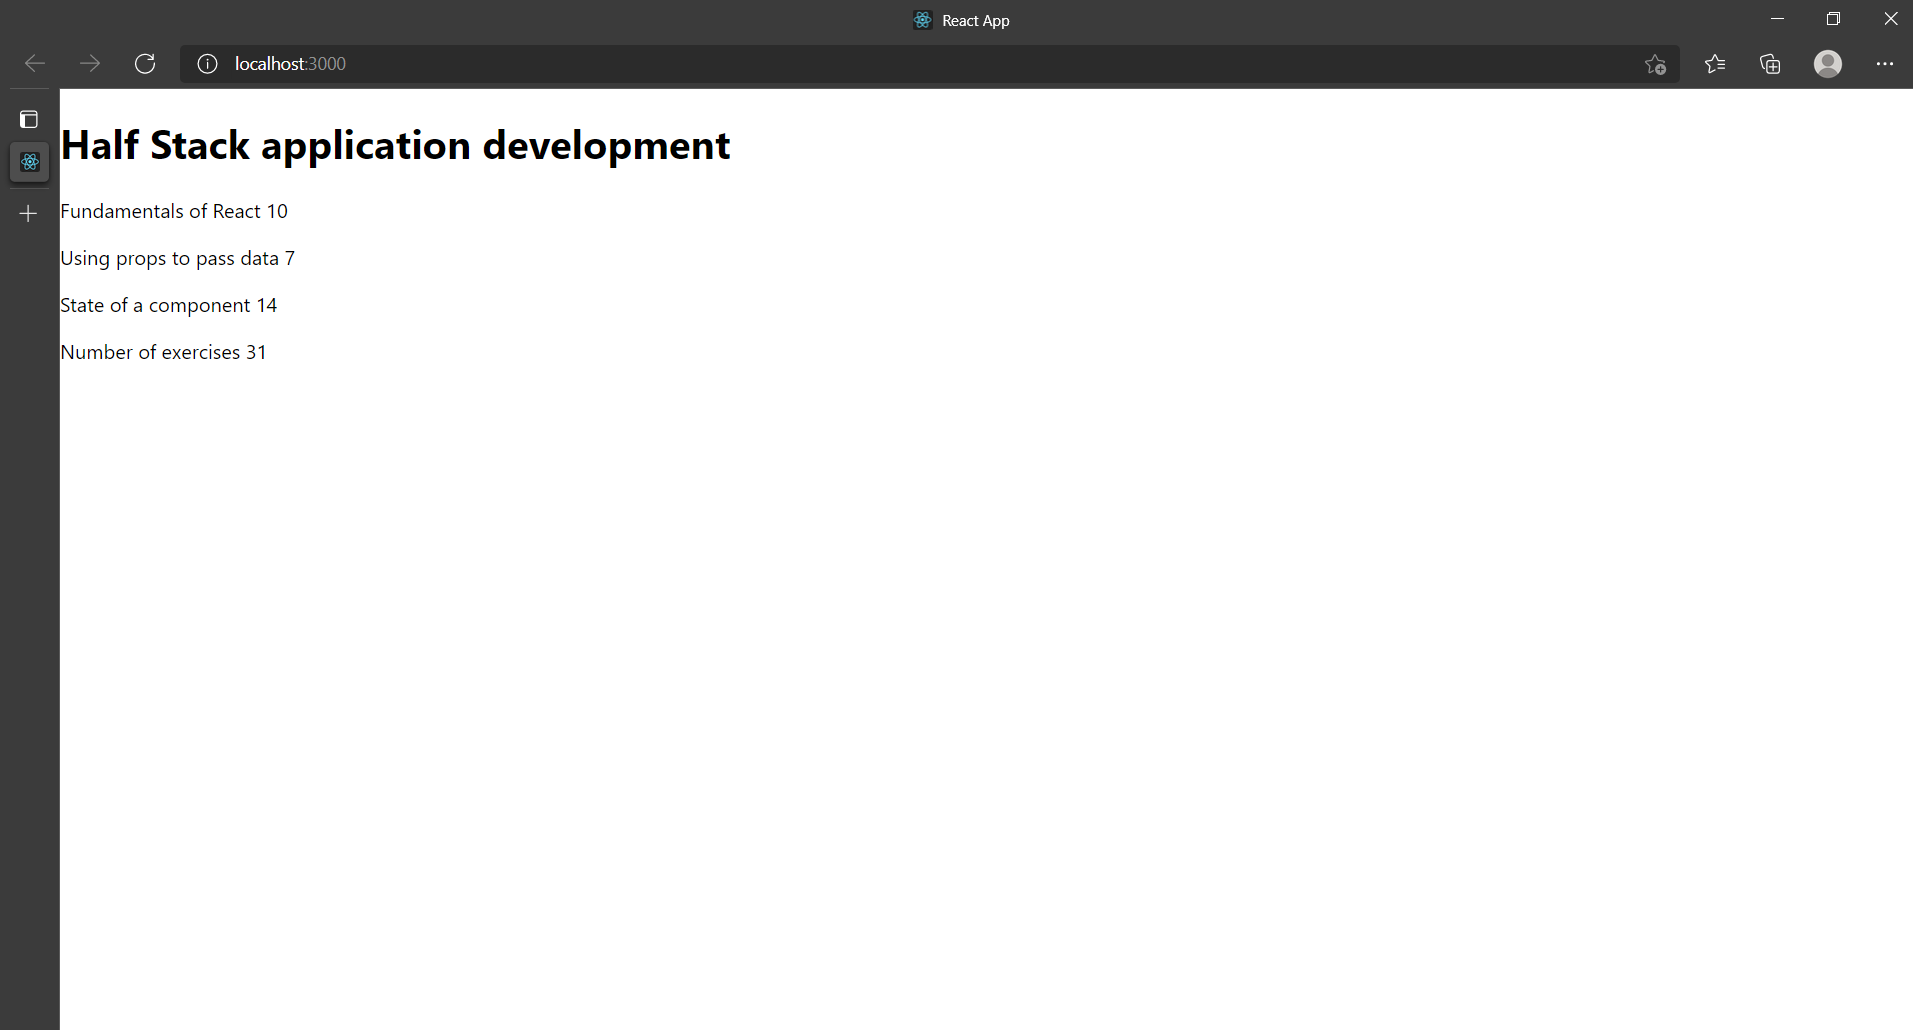 React App
localhost:3000
Half Stack application development
Fundamentals of React 10
Using props to pass data 7
State of a component 14
Number of exercises 31